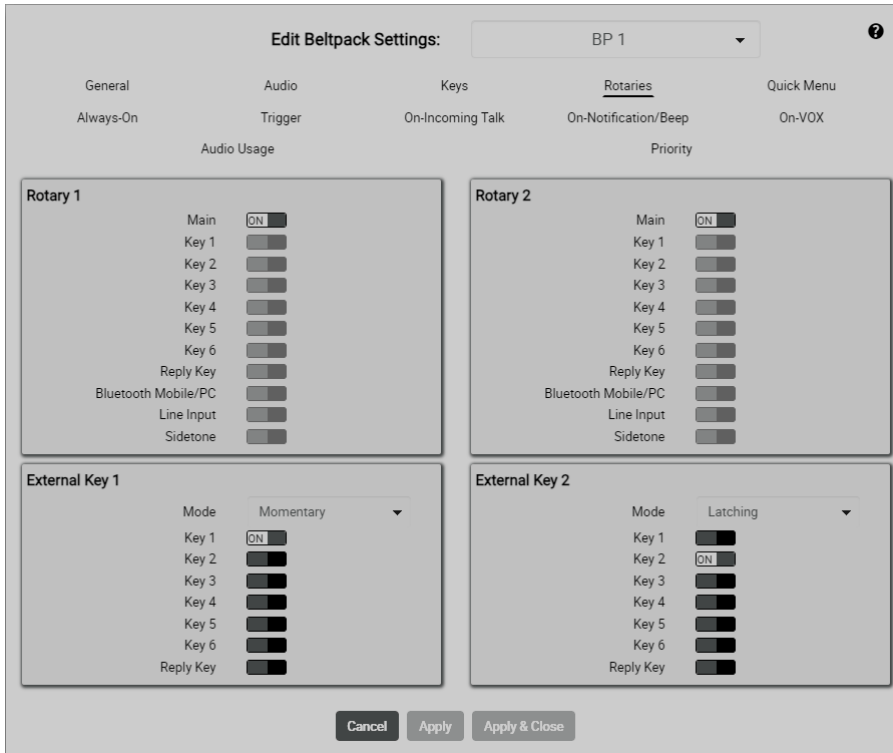 Edit Beltpack Settings: BP 1
General Audio Keys Rotaries Quick Menu
Always-On Trigger On-Incoming Talk On-Notification/Beep On-VOX
Audio Usage Priority
Rotary 1
Main ON
Key 1
Key 2
Key 3
Key 4
Key 5
Key 6
Reply Key
Bluetooth Mobile/PC
Line Input
Sidetone
Rotary 2
Main ON
Key 1
Key 2
Key 3
Key 4
Key 5
Key 6
Reply Key
Bluetooth Mobile/PC
Line Input
Sidetone
External Key 1
Mode Momentary
Key 1 ON
Key 2
Key 3
Key 4
Key 5
Key 6
Reply Key
External Key 2
Mode Latching
Key 1
Key 2 ON
Key 3
Key 4
Key 5
Key 6
Reply Key
Cancel Apply Apply & Close